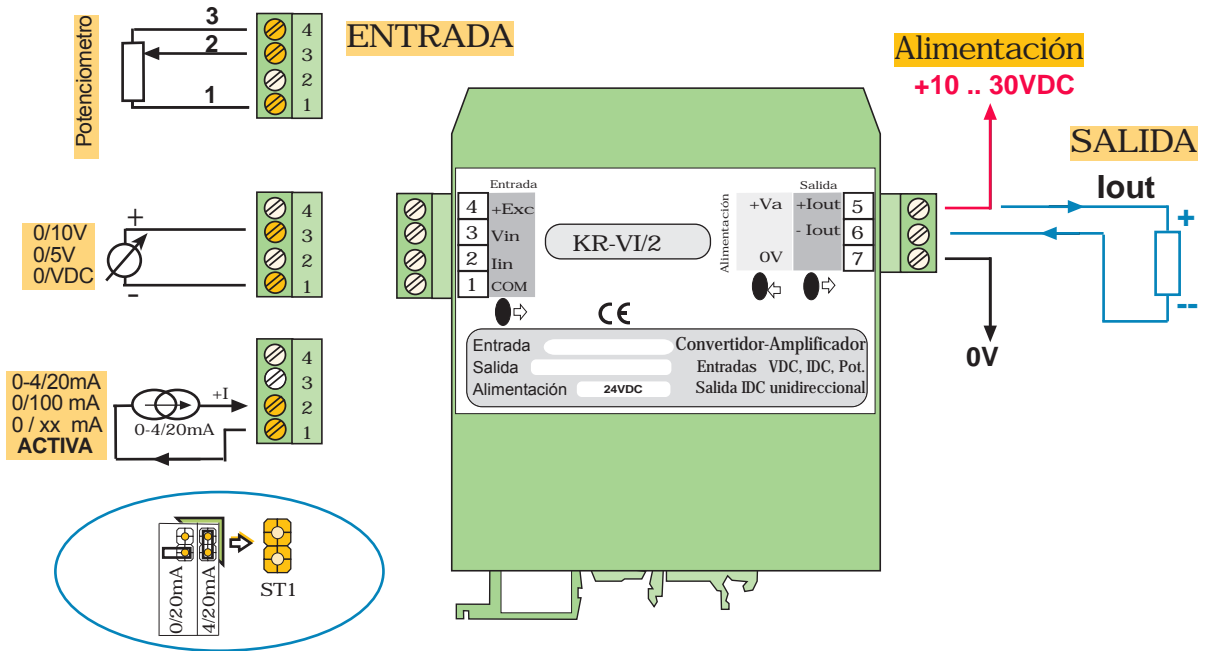 Potenciometro
3
2
1
4
3
2
1
ENTRADA
0/10V
0/5V
0/VDC
+
-
4
3
2
1
0-4/20mA
0/100 mA
0 / xx mA
ACTIVA
+I
0-4/20mA
4
3
2
1
0/20mA
4/20mA
ST1
Entrada
4 +Exc
3 Vin
2 Iin
1 COM
KR-VI/2
Alimentación
+Va
0V
Salida
+Iout 5
- Iout 6
7
CE
Entrada
Salida
Alimentación 24VDC
Convertidor-Amplificador
Entradas VDC, IDC, Pot.
Salida IDC unidireccional
Alimentación
+10 .. 30VDC
SALIDA
Iout
+
--
0V